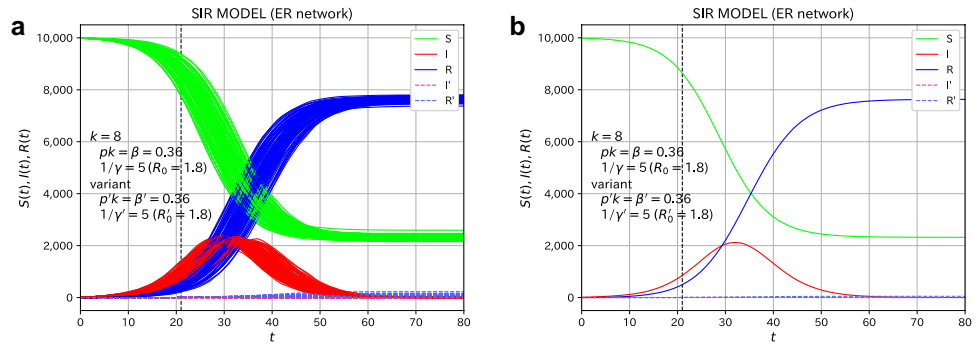 a
SIR MODEL (ER network)
S(t), I(t), R(t)
10,000
8,000
6,000
4,000
2,000
0
S
I
R
I'
R'
k = 8
pk = β = 0.36
1/γ = 5 (R₀ = 1.8)
variant
p'k = β' = 0.36
1/γ' = 5 (R₀' = 1.8)
0 10 20 30 40 50 60 70 80
t
b
SIR MODEL (ER network)
S(t), I(t), R(t)
10,000
8,000
6,000
4,000
2,000
0
S
I
R
I'
R'
k = 8
pk = β = 0.36
1/γ = 5 (R₀ = 1.8)
variant
p'k = β' = 0.36
1/γ' = 5 (R₀' = 1.8)
0 10 20 30 40 50 60 70 80
t